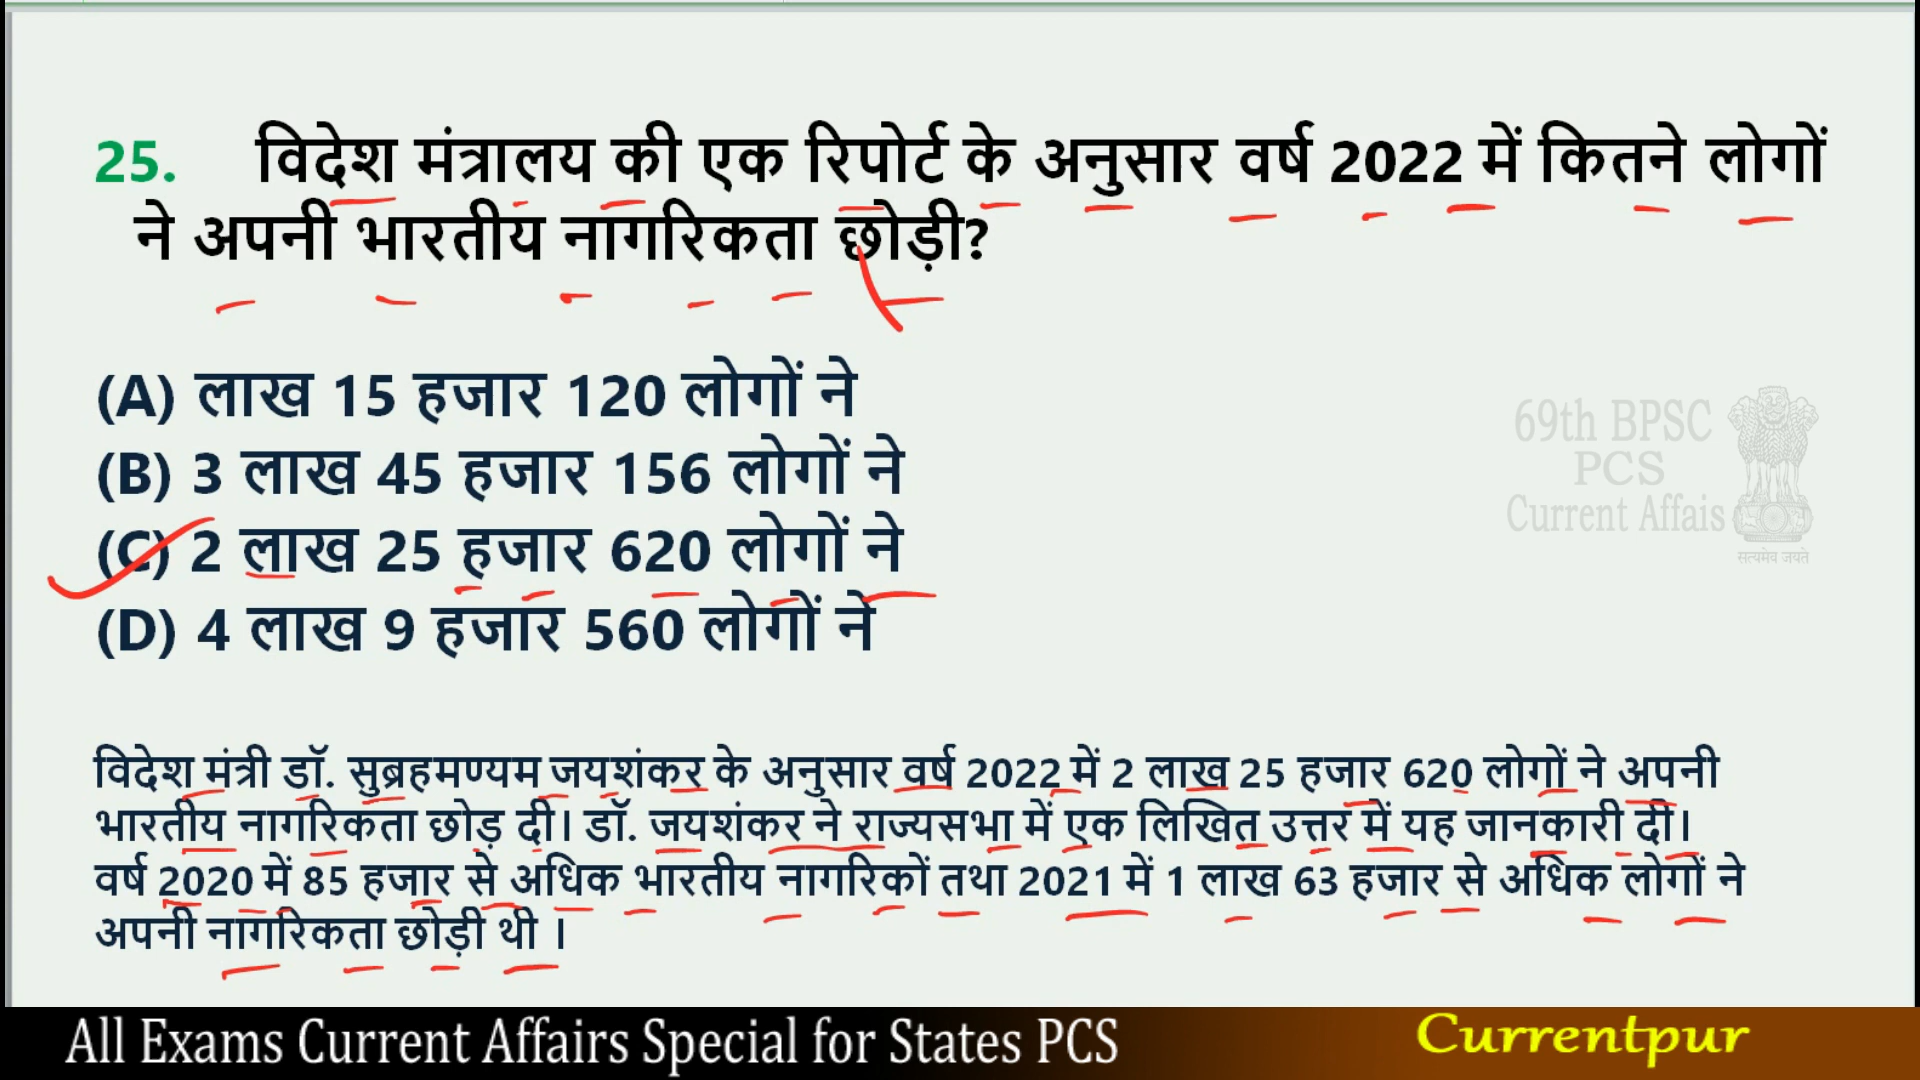 25. विदेश मंत्रालय की एक रिपोर्ट के अनुसार वर्ष 2022 में कितने लोगों
ने अपनी भारतीय नागरिकता छोड़ी?
(A) लाख 15 हजार 120 लोगों ने
(B) 3 लाख 45 हजार 156 लोगों ने
(C) 2 लाख 25 हजार 620 लोगों ने
(D) 4 लाख 9 हजार 560 लोगों ने
69th BPSC
PCS
Current Affais
सत्यमेव जयते
विदेश मंत्री डॉ. सुब्रहमण्यम जयशंकर के अनुसार वर्ष 2022 में 2 लाख 25 हजार 620 लोगों ने अपनी
भारतीय नागरिकता छोड़ दी। डॉ. जयशंकर ने राज्यसभा में एक लिखित उत्तर में यह जानकारी दी।
वर्ष 2020 में 85 हजार से अधिक भारतीय नागरिकों तथा 2021 में 1 लाख 63 हजार से अधिक लोगों ने
अपनी नागरिकता छोड़ी थी ।
All Exams Current Affairs Special for States PCS
Currentpur